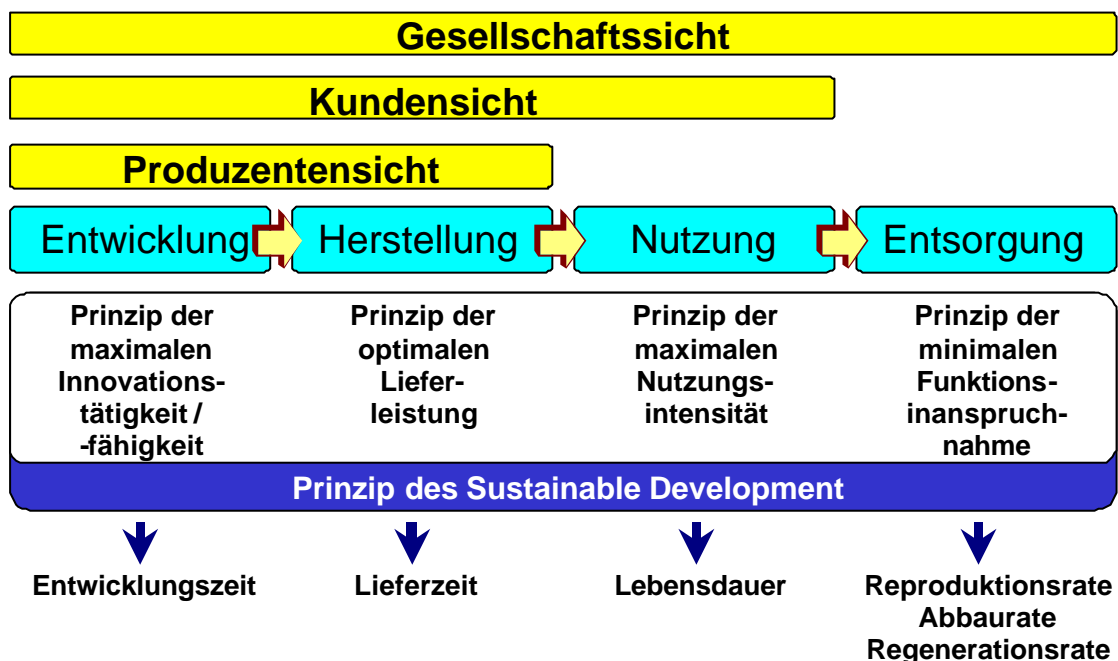 Gesellschaftssicht
Kundensicht
Produzentensicht
Entwicklung
Herstellung
Nutzung
Entsorgung
Prinzip der
maximalen
Innovations-
tätigkeit /
-fähigkeit
Prinzip der
optimalen
Liefer-
leistung
Prinzip der
maximalen
Nutzungs-
intensität
Prinzip der
minimalen
Funktions-
inanspruch-
nahme
Prinzip des Sustainable Development
Entwicklungszeit
Lieferzeit
Lebensdauer
Reproduktionsrate
Abbaurate
Regenerationsrate